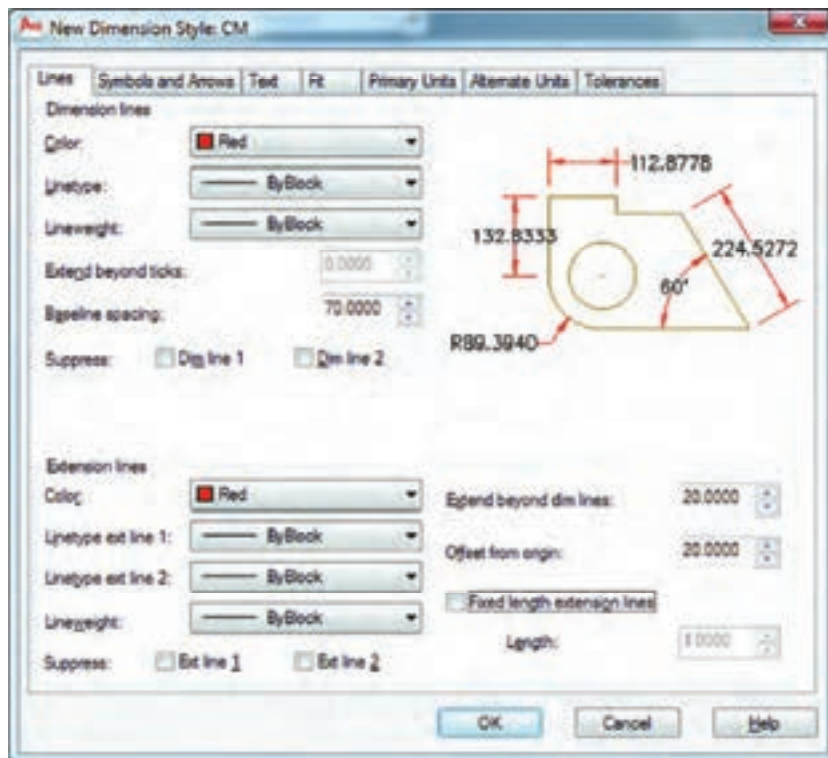 New Dimension Style: CM
Lines Symbols and Arrows Text Fit Primary Units Alternate Units Tolerances
Dimension lines
Color: Red
Linetype: ByBlock
Lineweight: ByBlock
Extend beyond ticks: 0.0000
Baseline spacing: 70.0000
Suppress: Dim line 1 Dim line 2
112.8778
132.8333
224.5272
60°
R89.3940
Extension lines
Color: Red
Linetype ext line 1: ByBlock
Linetype ext line 2: ByBlock
Lineweight: ByBlock
Suppress: Ext line 1 Ext line 2
Extend beyond dim lines: 20.0000
Offset from origin: 20.0000
Fixed length extension lines
Length:
OK Cancel Help